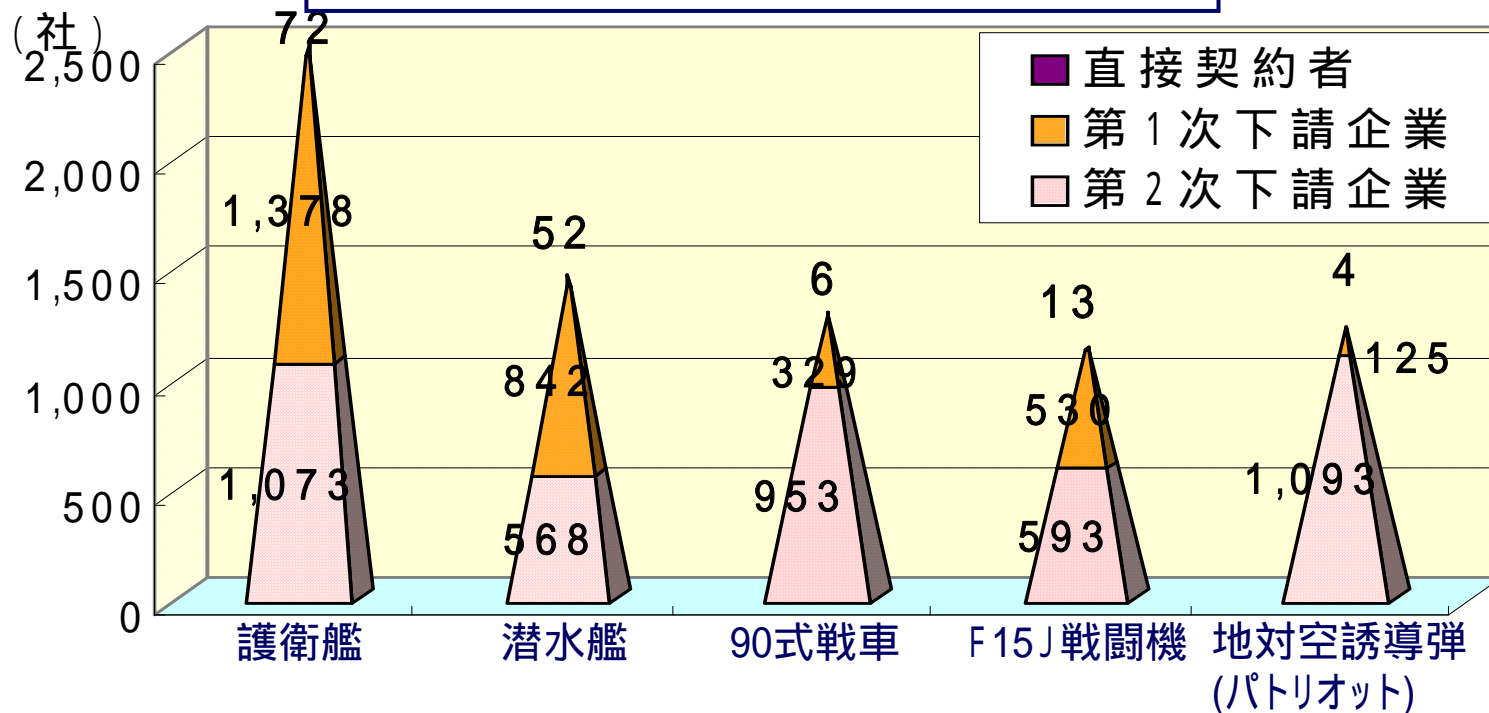 (社)
2,500
2,000
1,500
1,000
500
0
直接契約者
第1次下請企業
第2次下請企業
72
1,378
1,073
52
842
568
6
329
953
13
530
593
4
125
1,093
護衛艦
潜水艦
90式戦車
F15J戦闘機
地対空誘導弾
(パトリオット)